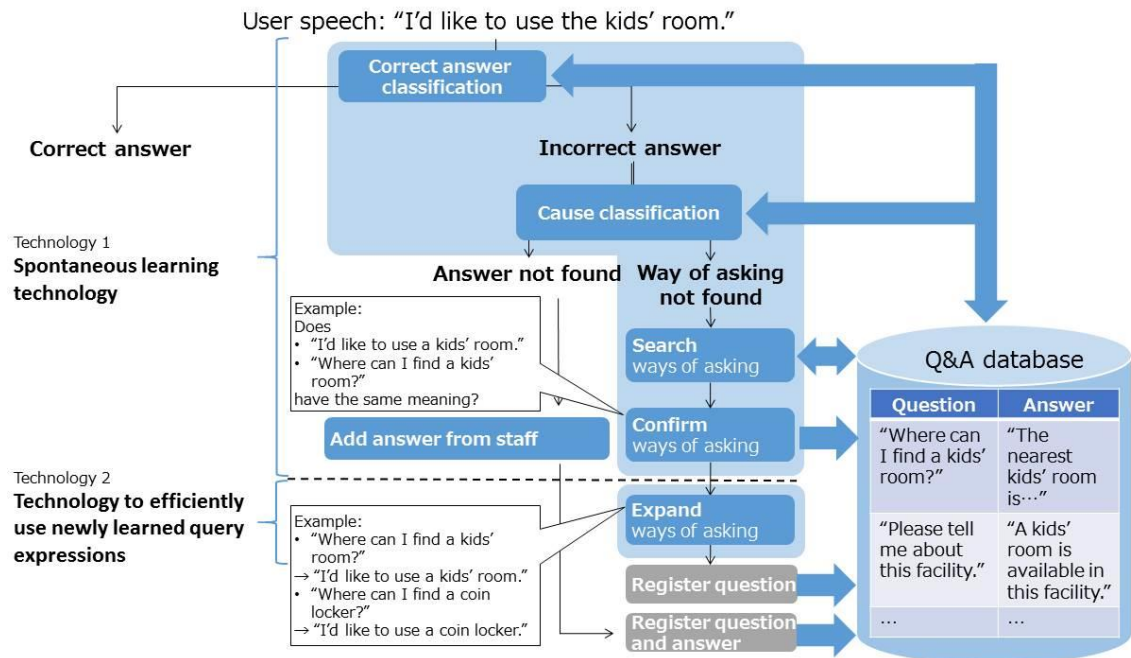 User speech: “I’d like to use the kids’ room.”
Correct answer
classification
Correct answer
Incorrect answer
Cause classification
Technology 1
Spontaneous learning
technology
Answer not found
Way of asking
not found
Example:
Does
• “I’d like to use a kids’ room.”
• “Where can I find a kids’
room?”
have the same meaning?
Search
ways of asking
Add answer from staff
Confirm
ways of asking
Technology 2
Technology to efficiently
use newly learned query
expressions
Example:
• “Where can I find a kids’
room?”
→ “I’d like to use a kids’ room.”
• “Where can I find a coin
locker?”
→ “I’d like to use a coin locker.”
Expand
ways of asking
Register question
Register question
and answer
Q&A database
Question
Answer
“Where can
I find a kids’
room?”
“The
nearest
kids’ room
is…”
“Please tell
me about
this facility.”
“A kids’
room is
available in
this facility.”
…
…